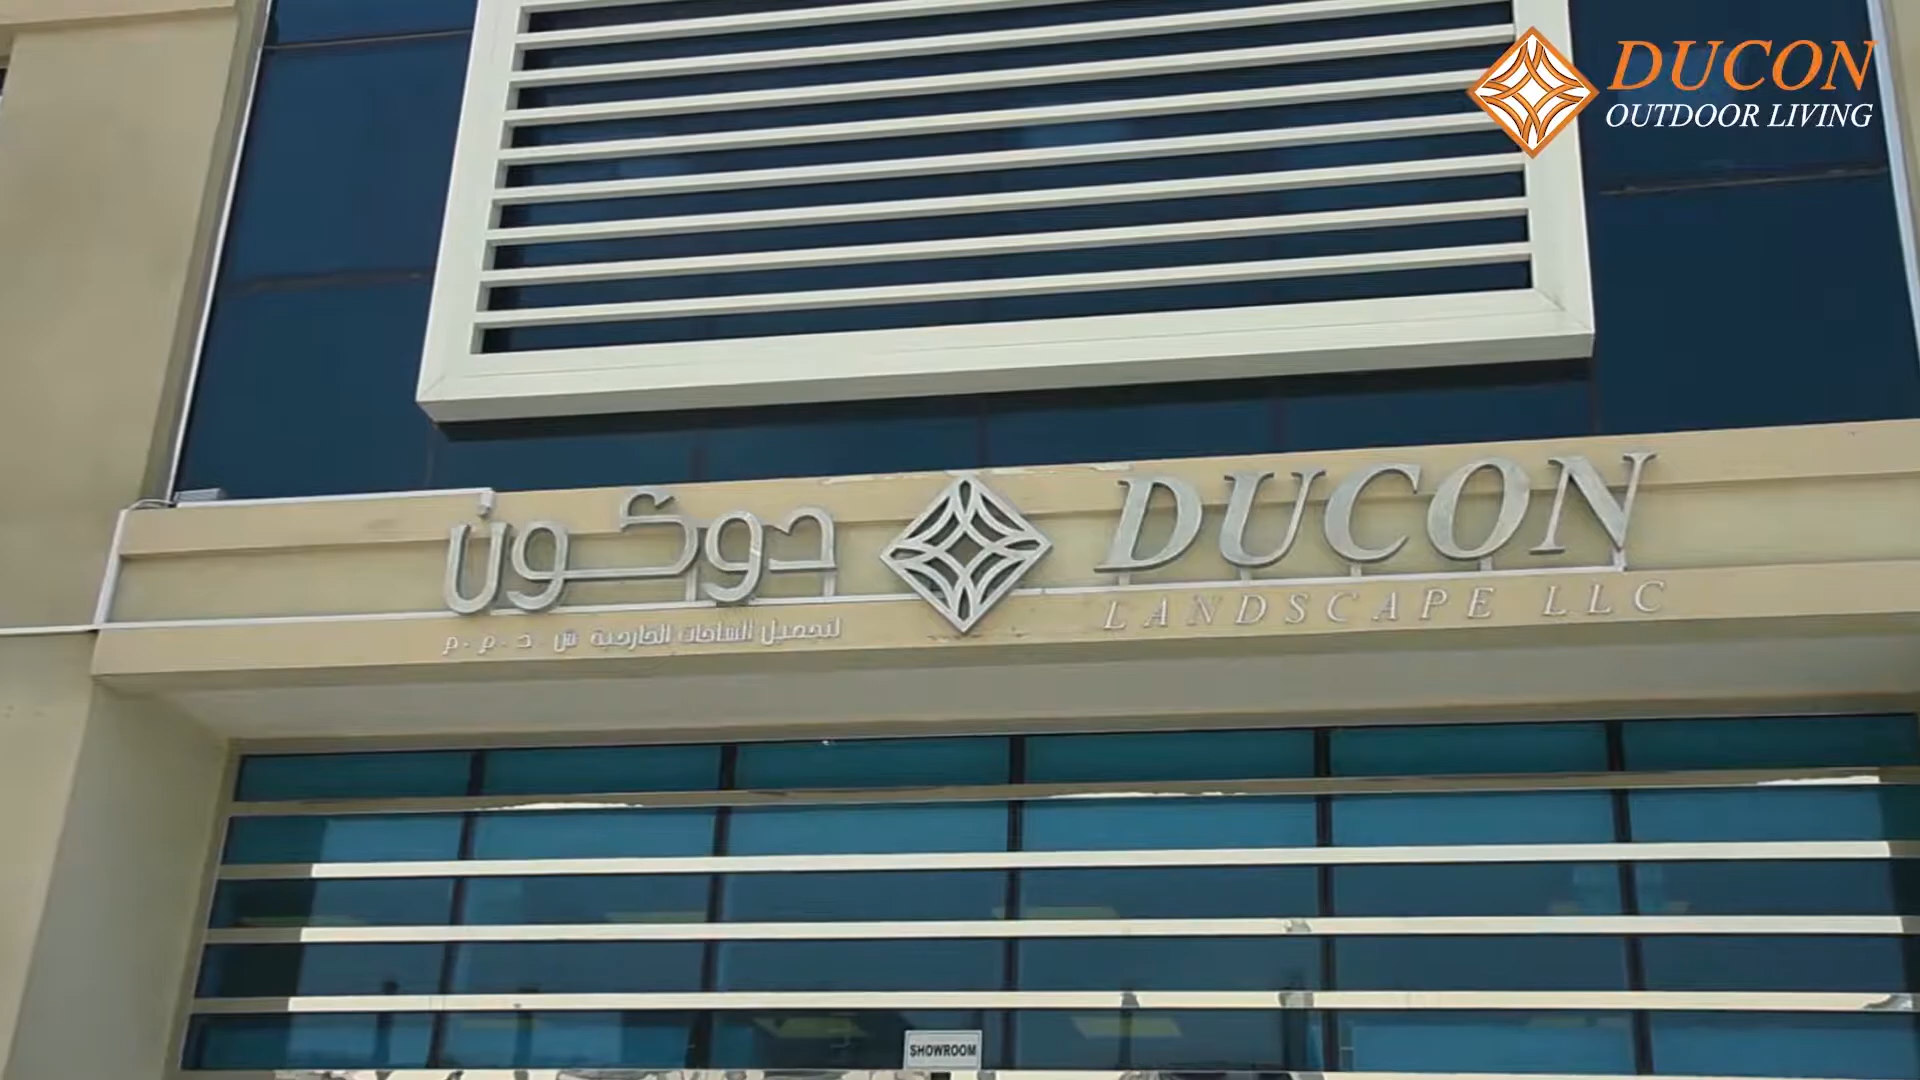 DUCON
OUTDOOR LIVING
دوكون
DUCON
لتجميل الساحات الخارجية ش . ذ . م . م
LANDSCAPE LLC
SHOWROOM